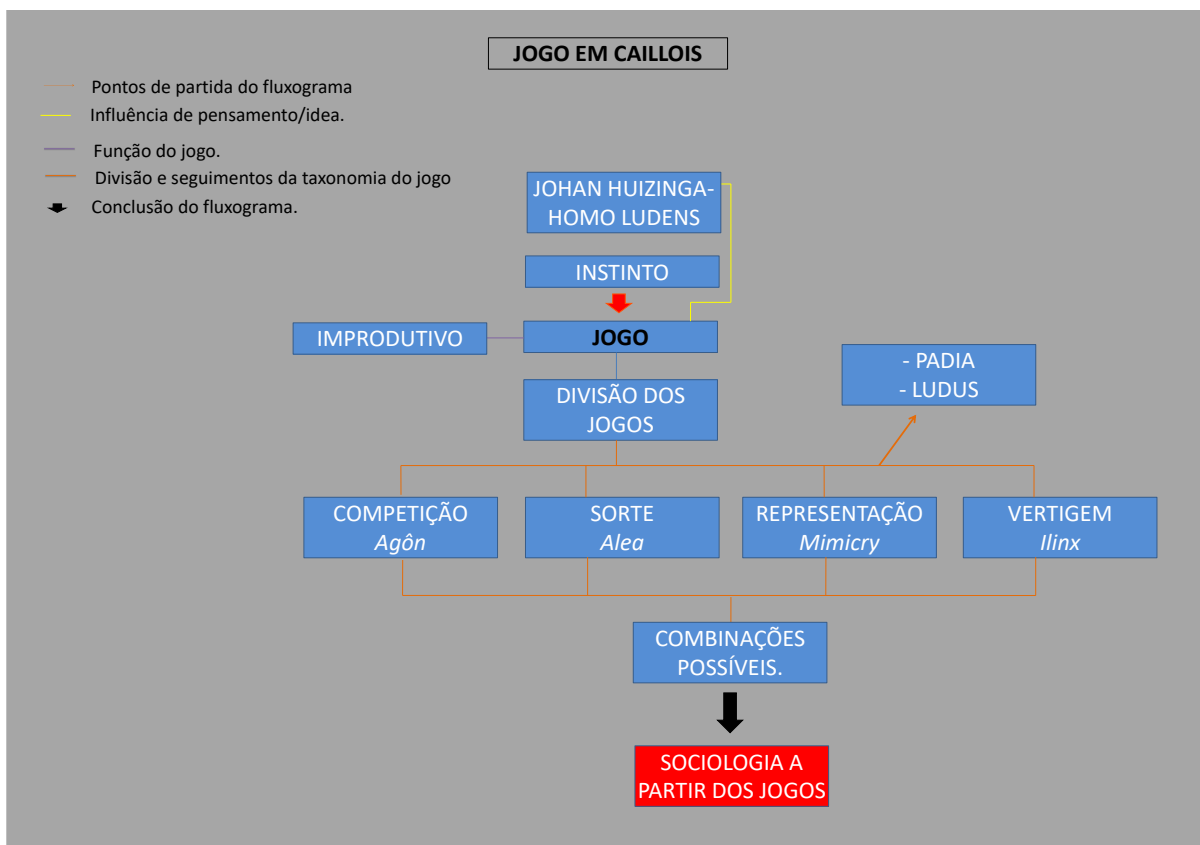 JOGO EM CAILLOIS
Pontos de partida do fluxograma
Influência de pensamento/idea.
Função do jogo.
Divisão e seguimentos da taxonomia do jogo
Conclusão do fluxograma.
JOHAN HUIZINGA-
HOMO LUDENS
INSTINTO
IMPRODUTIVO
JOGO
- PADIA
- LUDUS
DIVISÃO DOS
JOGOS
COMPETIÇÃO
Agôn
SORTE
Alea
REPRESENTAÇÃO
Mimicry
VERTIGEM
Ilinx
COMBINAÇÕES
POSSÍVEIS.
SOCIOLOGIA A
PARTIR DOS JOGOS